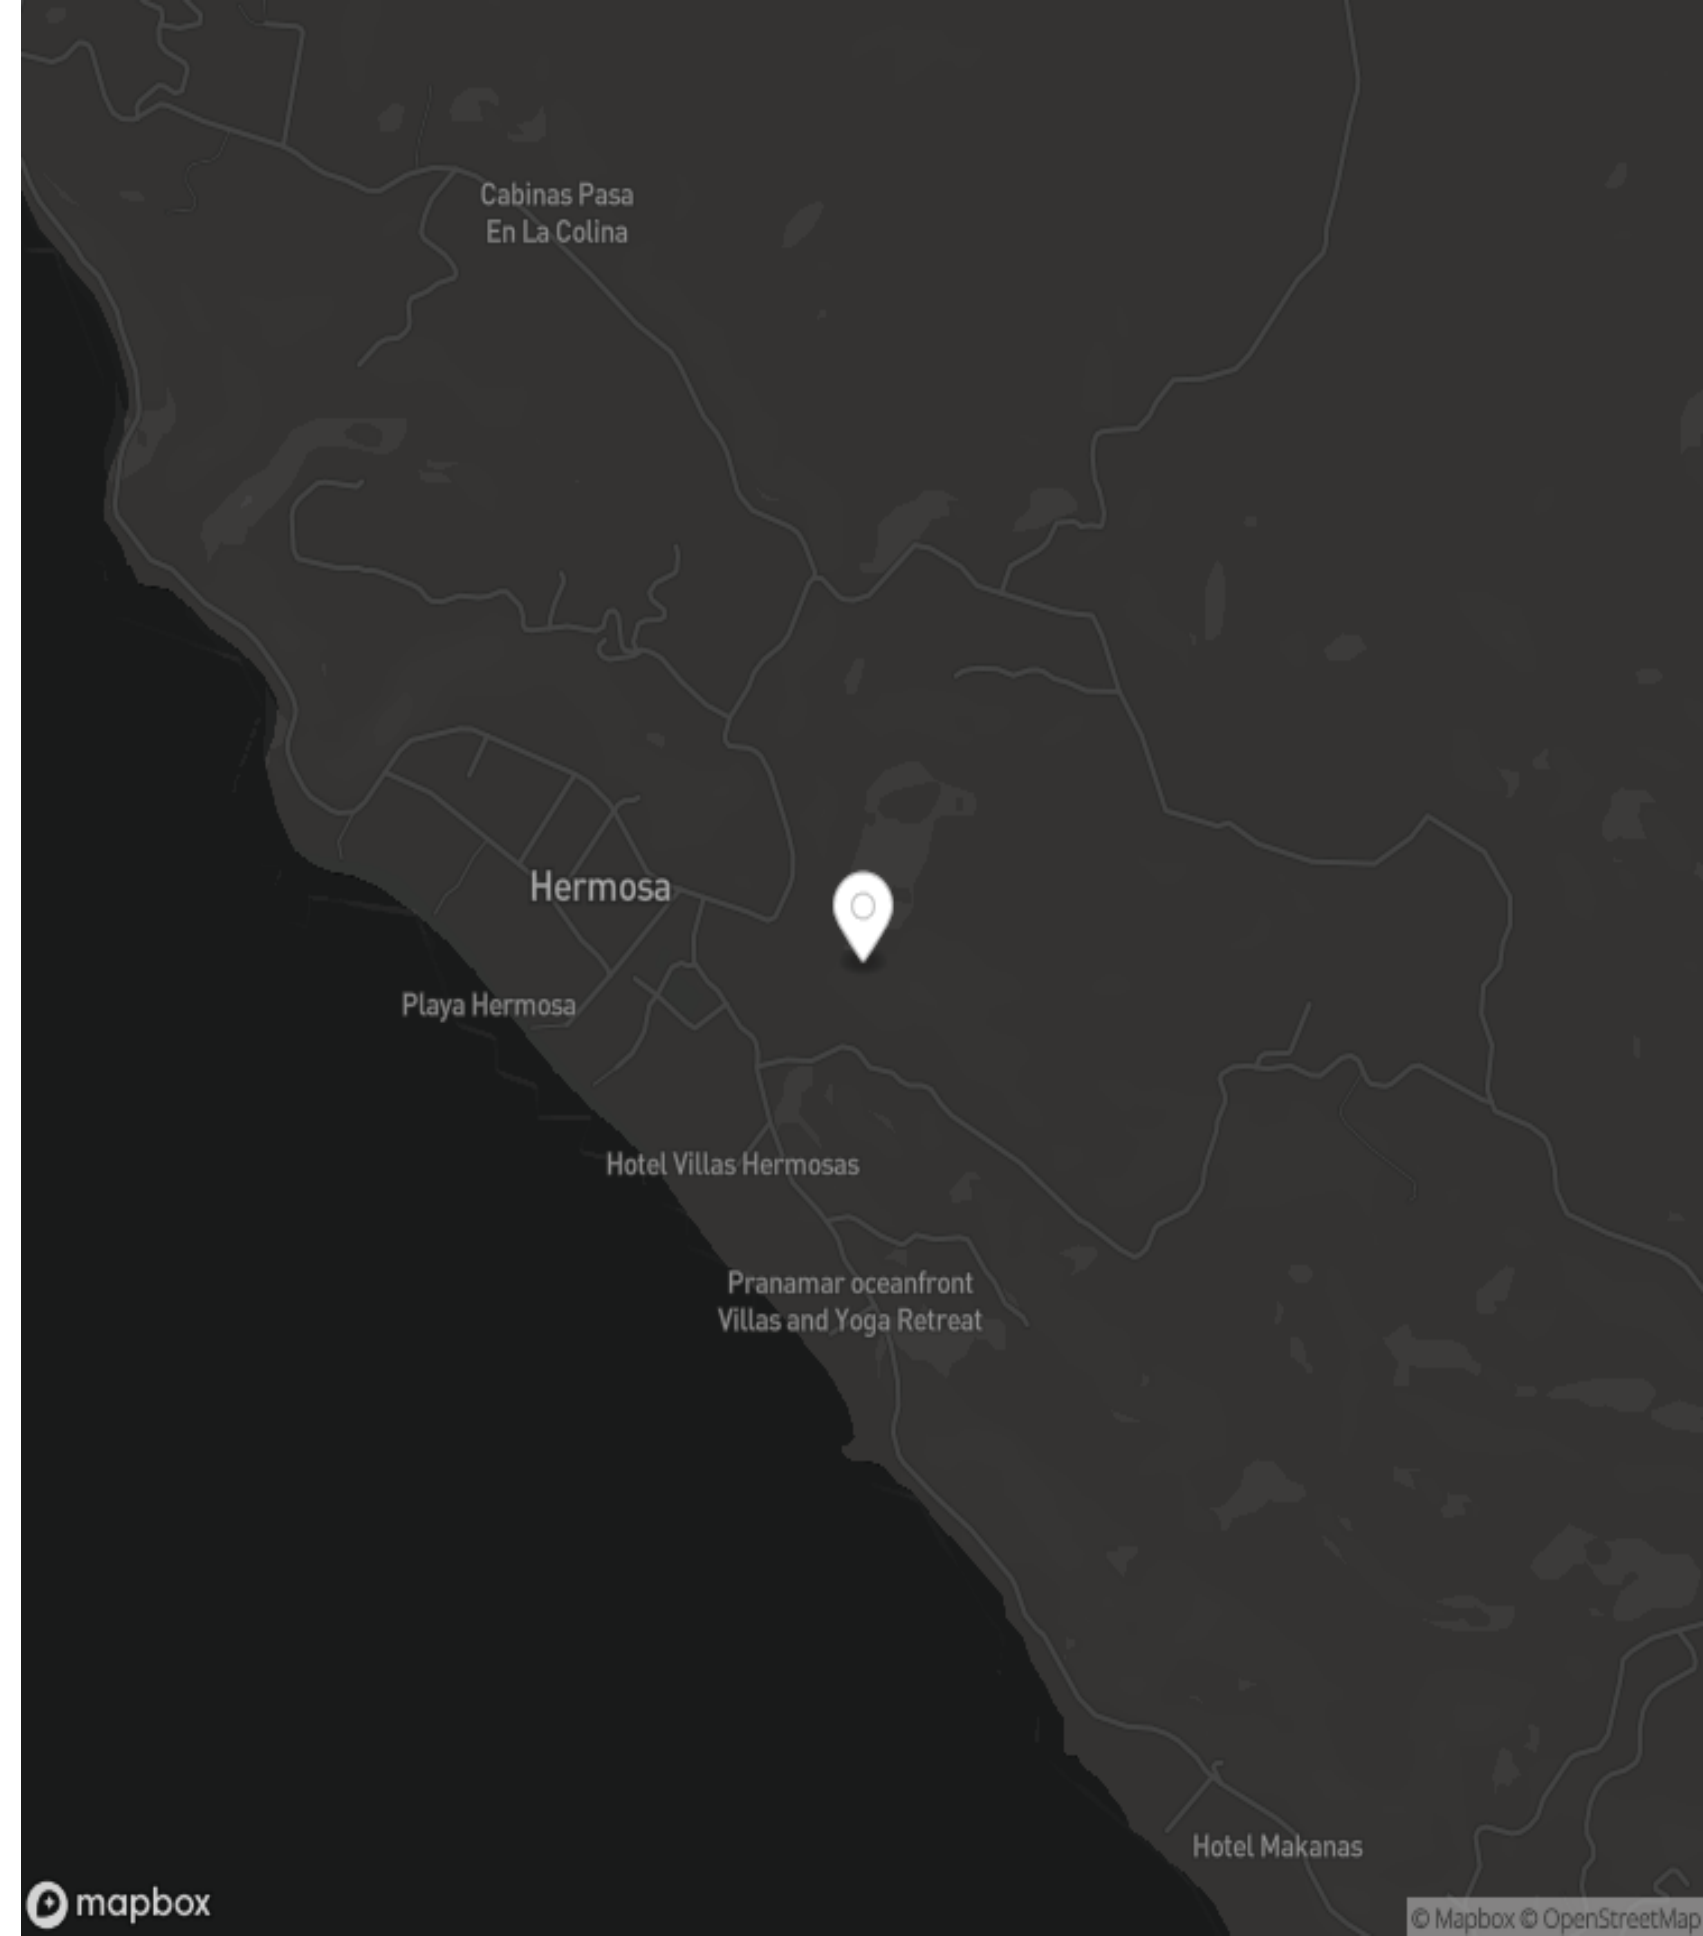 Cabinas Pasa
En La Colina
Hermosa
Playa Hermosa
Hotel Villas Hermosas
Pranamar oceanfront
Villas and Yoga Retreat
Hotel Makanas
mapbox
© Mapbox © OpenStreetMap